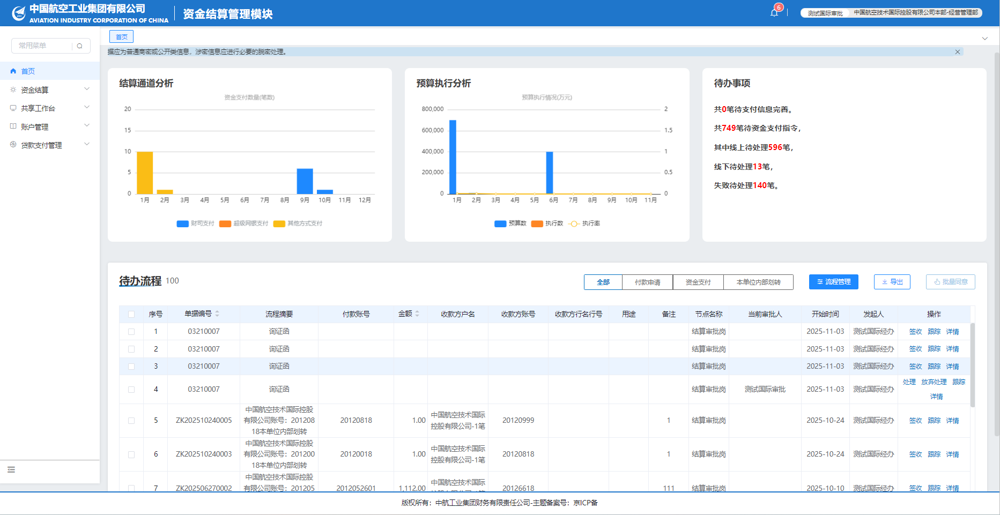 中国航空工业集团有限公司
AVIATION INDUSTRY CORPORATION OF CHINA
资金结算管理模块
6
测试国际审批 中国航空技术国际控股有限公司本部-经营管理部
常用菜单
首页
资金结算
共享工作台
账户管理
贷款支付管理
首页
据应为普通商密或公开类信息，涉密信息应进行必要的脱密处理。
结算通道分析
资金支付数量(笔数)
20
15
10
5
0
1月 2月 3月 4月 5月 6月 7月 8月 9月 10月 11月 12月
财司支付 超级网银支付 其他方式支付
预算执行分析
预算执行情况(万元)
800,000 2
600,000 1.5
400,000 1
200,000 0.5
0 0
1月 2月 3月 4月 5月 6月 7月 8月 9月 10月 11月
预算数 执行数 执行率
待办事项
共0笔待支付信息完善。
共749笔待资金支付指令，
其中线上待处理596笔，
线下待处理13笔，
失败待处理140笔。
待办流程 100
全部 付款申请 资金支付 本单位内部划转 流程管理 导出 批量同意
序号 单据编号 流程摘要 付款账号 金额 收款方户名 收款方账号 收款方行名行号 用途 备注 节点名称 当前审批人 开始时间 发起人 操作
1 03210007 询证函 结算审批岗 2025-11-03 测试国际经办 签收 跟踪 详情
2 03210007 询证函 结算审批岗 2025-11-03 测试国际经办 签收 跟踪 详情
3 03210007 询证函 结算审批岗 2025-11-03 测试国际经办 签收 跟踪 详情
4 03210007 询证函 结算审批岗 测试国际审批 2025-11-03 测试国际经办 处理 放弃处理 跟踪
详情
中国航空技术国际控股
有限公司账号：201208
18本单位内部划转
5 ZK202510240005 20120818 1.00 中国航空技术国际
控股有限公司-1笔
20120999 1 结算审批岗 2025-10-24 测试国际经办 签收 跟踪 详情
中国航空技术国际控股
有限公司账号：201200
18本单位内部划转
6 ZK202510240003 20120018 1.00 中国航空技术国际
控股有限公司-1笔
20120818 1 结算审批岗 2025-10-24 测试国际经办 签收 跟踪 详情
中国航空技术国际控股
有限公司账号：201205
7 ZK202506270002 2012052601 1,112.00 中国航空技术国际
20126618 111 结算审批岗 2025-10-10 测试国际经办 签收 跟踪 详情
版权所有：中航工业集团财务有限责任公司-主题备案号：京ICP备